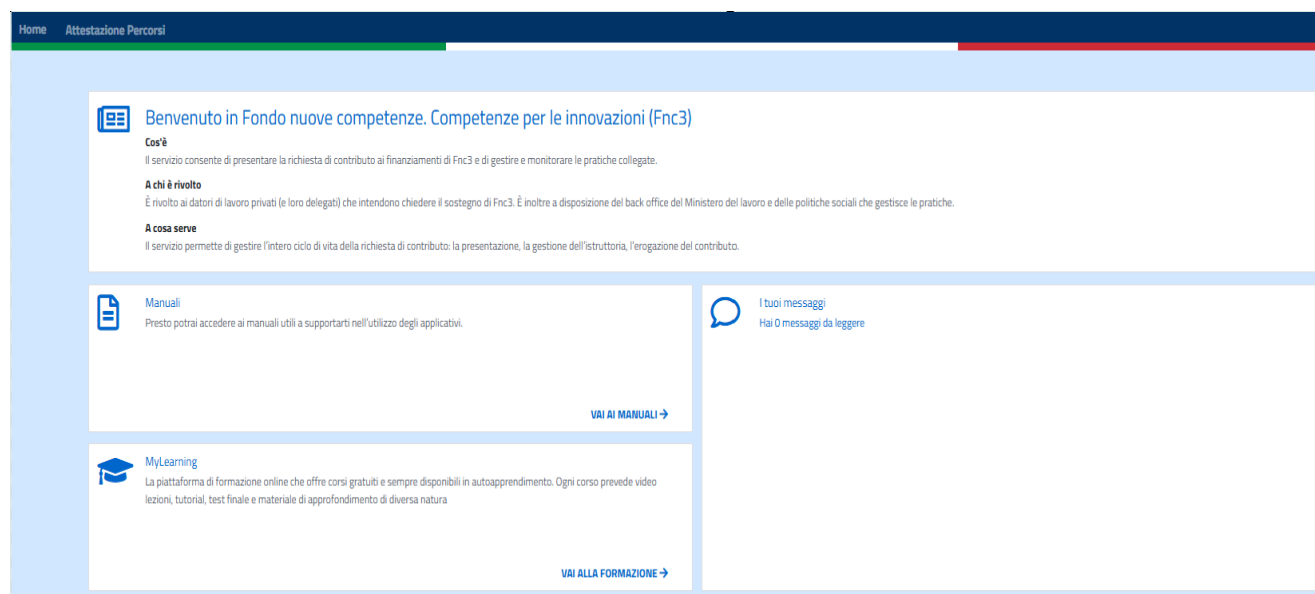 Home Attestazione Percorsi
Benvenuto in Fondo nuove competenze. Competenze per le innovazioni (Fnc3)
Cos'è
Il servizio consente di presentare la richiesta di contributo ai finanziamenti di Fnc3 e di gestire e monitorare le pratiche collegate.
A chi è rivolto
È rivolto ai datori di lavoro privati (e loro delegati) che intendono chiedere il sostegno di Fnc3. È inoltre a disposizione del back office del Ministero del lavoro e delle politiche sociali che gestisce le pratiche.
A cosa serve
Il servizio permette di gestire l'intero ciclo di vita della richiesta di contributo: la presentazione, la gestione dell'istruttoria, l'erogazione del contributo.
Manuali
Presto potrai accedere ai manuali utili a supportarti nell'utilizzo degli applicativi.
VAI AI MANUALI
I tuoi messaggi
Hai 0 messaggi da leggere
MyLearning
La piattaforma di formazione online che offre corsi gratuiti e sempre disponibili in autoapprendimento. Ogni corso prevede video
lezioni, tutorial, test finale e materiale di approfondimento di diversa natura
VAI ALLA FORMAZIONE